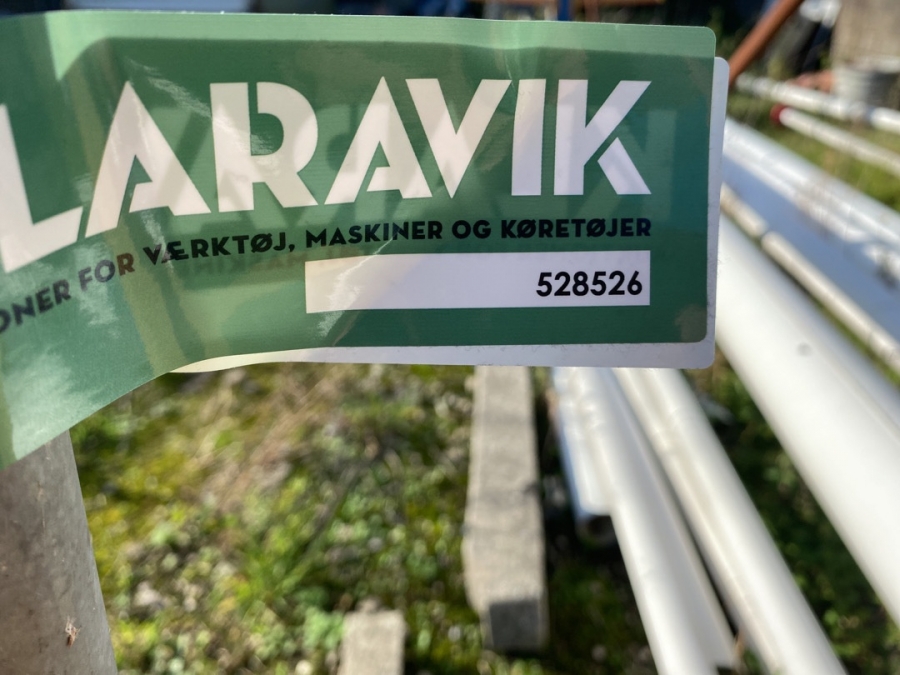 LARAVIK
ONER FOR VÆRKTØJ, MASKINER OG KØRETØJER
528526